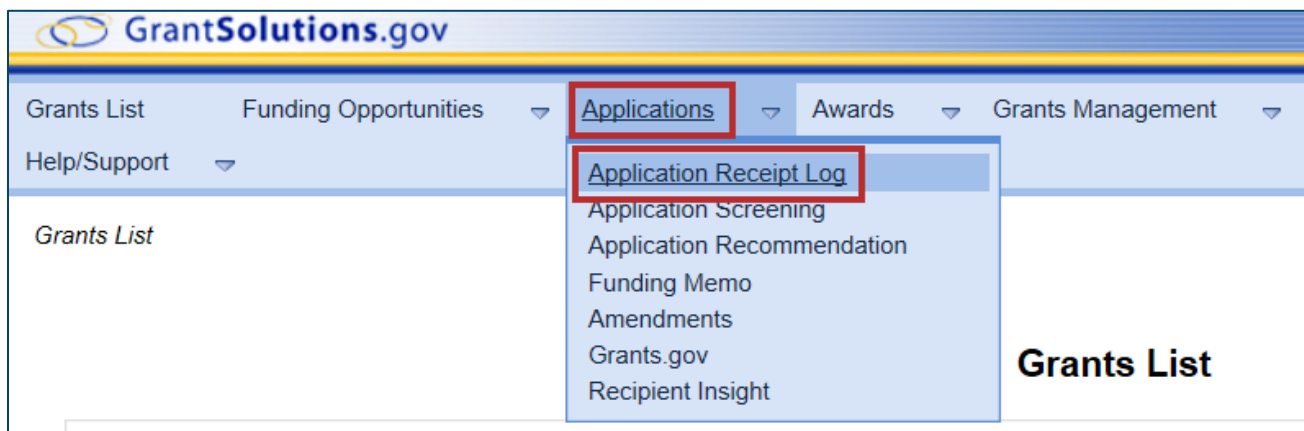 GrantSolutions.gov
Grants List Funding Opportunities Applications Awards Grants Management
Help/Support
Application Receipt Log
Application Screening
Application Recommendation
Funding Memo
Amendments
Grants.gov
Recipient Insight
Grants List
Grants List